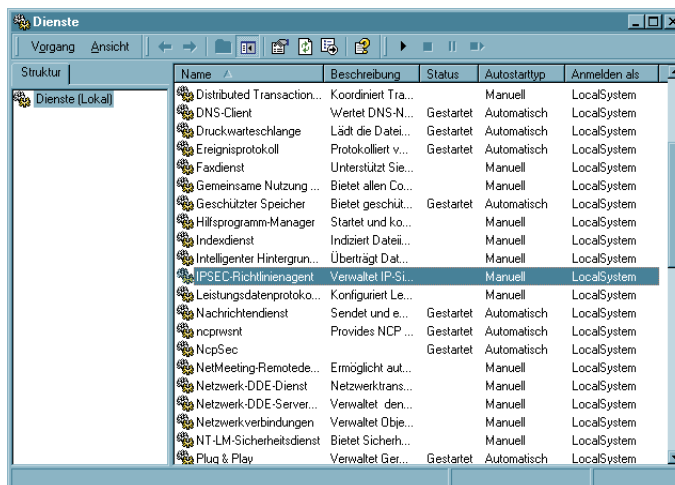 Dienste
Vorgang Ansicht
Struktur
Dienste (Lokal)
Name Beschreibung Status Autostarttyp Anmelden als
Distributed Transaction... Koordiniert Tra... Manuell LocalSystem
DNS-Client Wertet DNS-N... Gestartet Automatisch LocalSystem
Druckwarteschlange Lädt die Datei... Gestartet Automatisch LocalSystem
Ereignisprotokoll Protokolliert v... Gestartet Automatisch LocalSystem
Faxdienst Unterstützt Sie... Manuell LocalSystem
Gemeinsame Nutzung ... Bietet allen Co... Manuell LocalSystem
Geschützter Speicher Bietet geschüt... Gestartet Automatisch LocalSystem
Hilfsprogramm-Manager Startet und ko... Manuell LocalSystem
Indexdienst Indiziert Dateii... Manuell LocalSystem
Intelligenter Hintergrun... Überträgt Dat... Manuell LocalSystem
IPSEC-Richtlinienagent Verwaltet IP-Si... Manuell LocalSystem
Leistungsdatenprotoko... Konfiguriert Le... Manuell LocalSystem
Nachrichtendienst Sendet und e... Gestartet Automatisch LocalSystem
ncprwsnt Provides NCP ... Gestartet Automatisch LocalSystem
NcpSec Gestartet Automatisch LocalSystem
NetMeeting-Remotede... Ermöglicht aut... Manuell LocalSystem
Netzwerk-DDE-Dienst Netzwerktrans... Manuell LocalSystem
Netzwerk-DDE-Server... Verwaltet den... Manuell LocalSystem
Netzwerkverbindungen Verwaltet Obje... Manuell LocalSystem
NT-LM-Sicherheitsdienst Bietet Sicherh... Manuell LocalSystem
Plug & Play Verwaltet Ger... Gestartet Automatisch LocalSystem